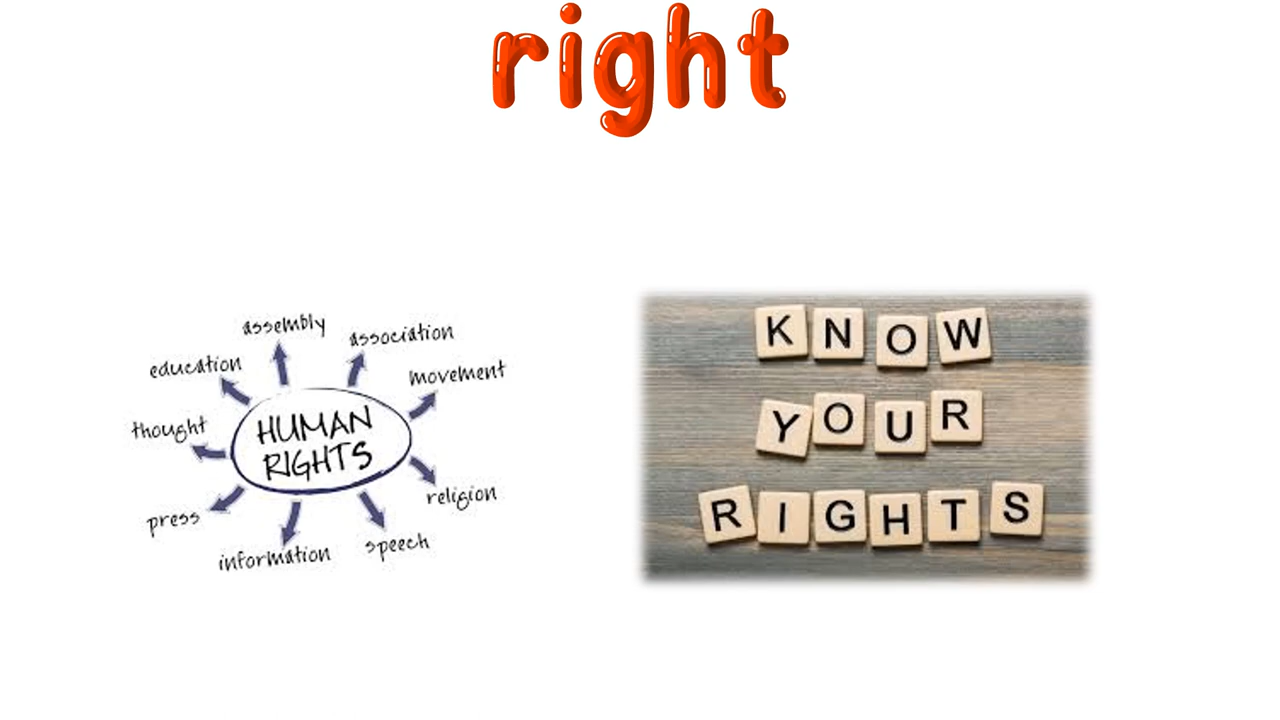 right
assembly
association
education
movement
thought
HUMAN
RIGHTS
religion
press
speech
information
KNOW
YOUR
RIGHTS